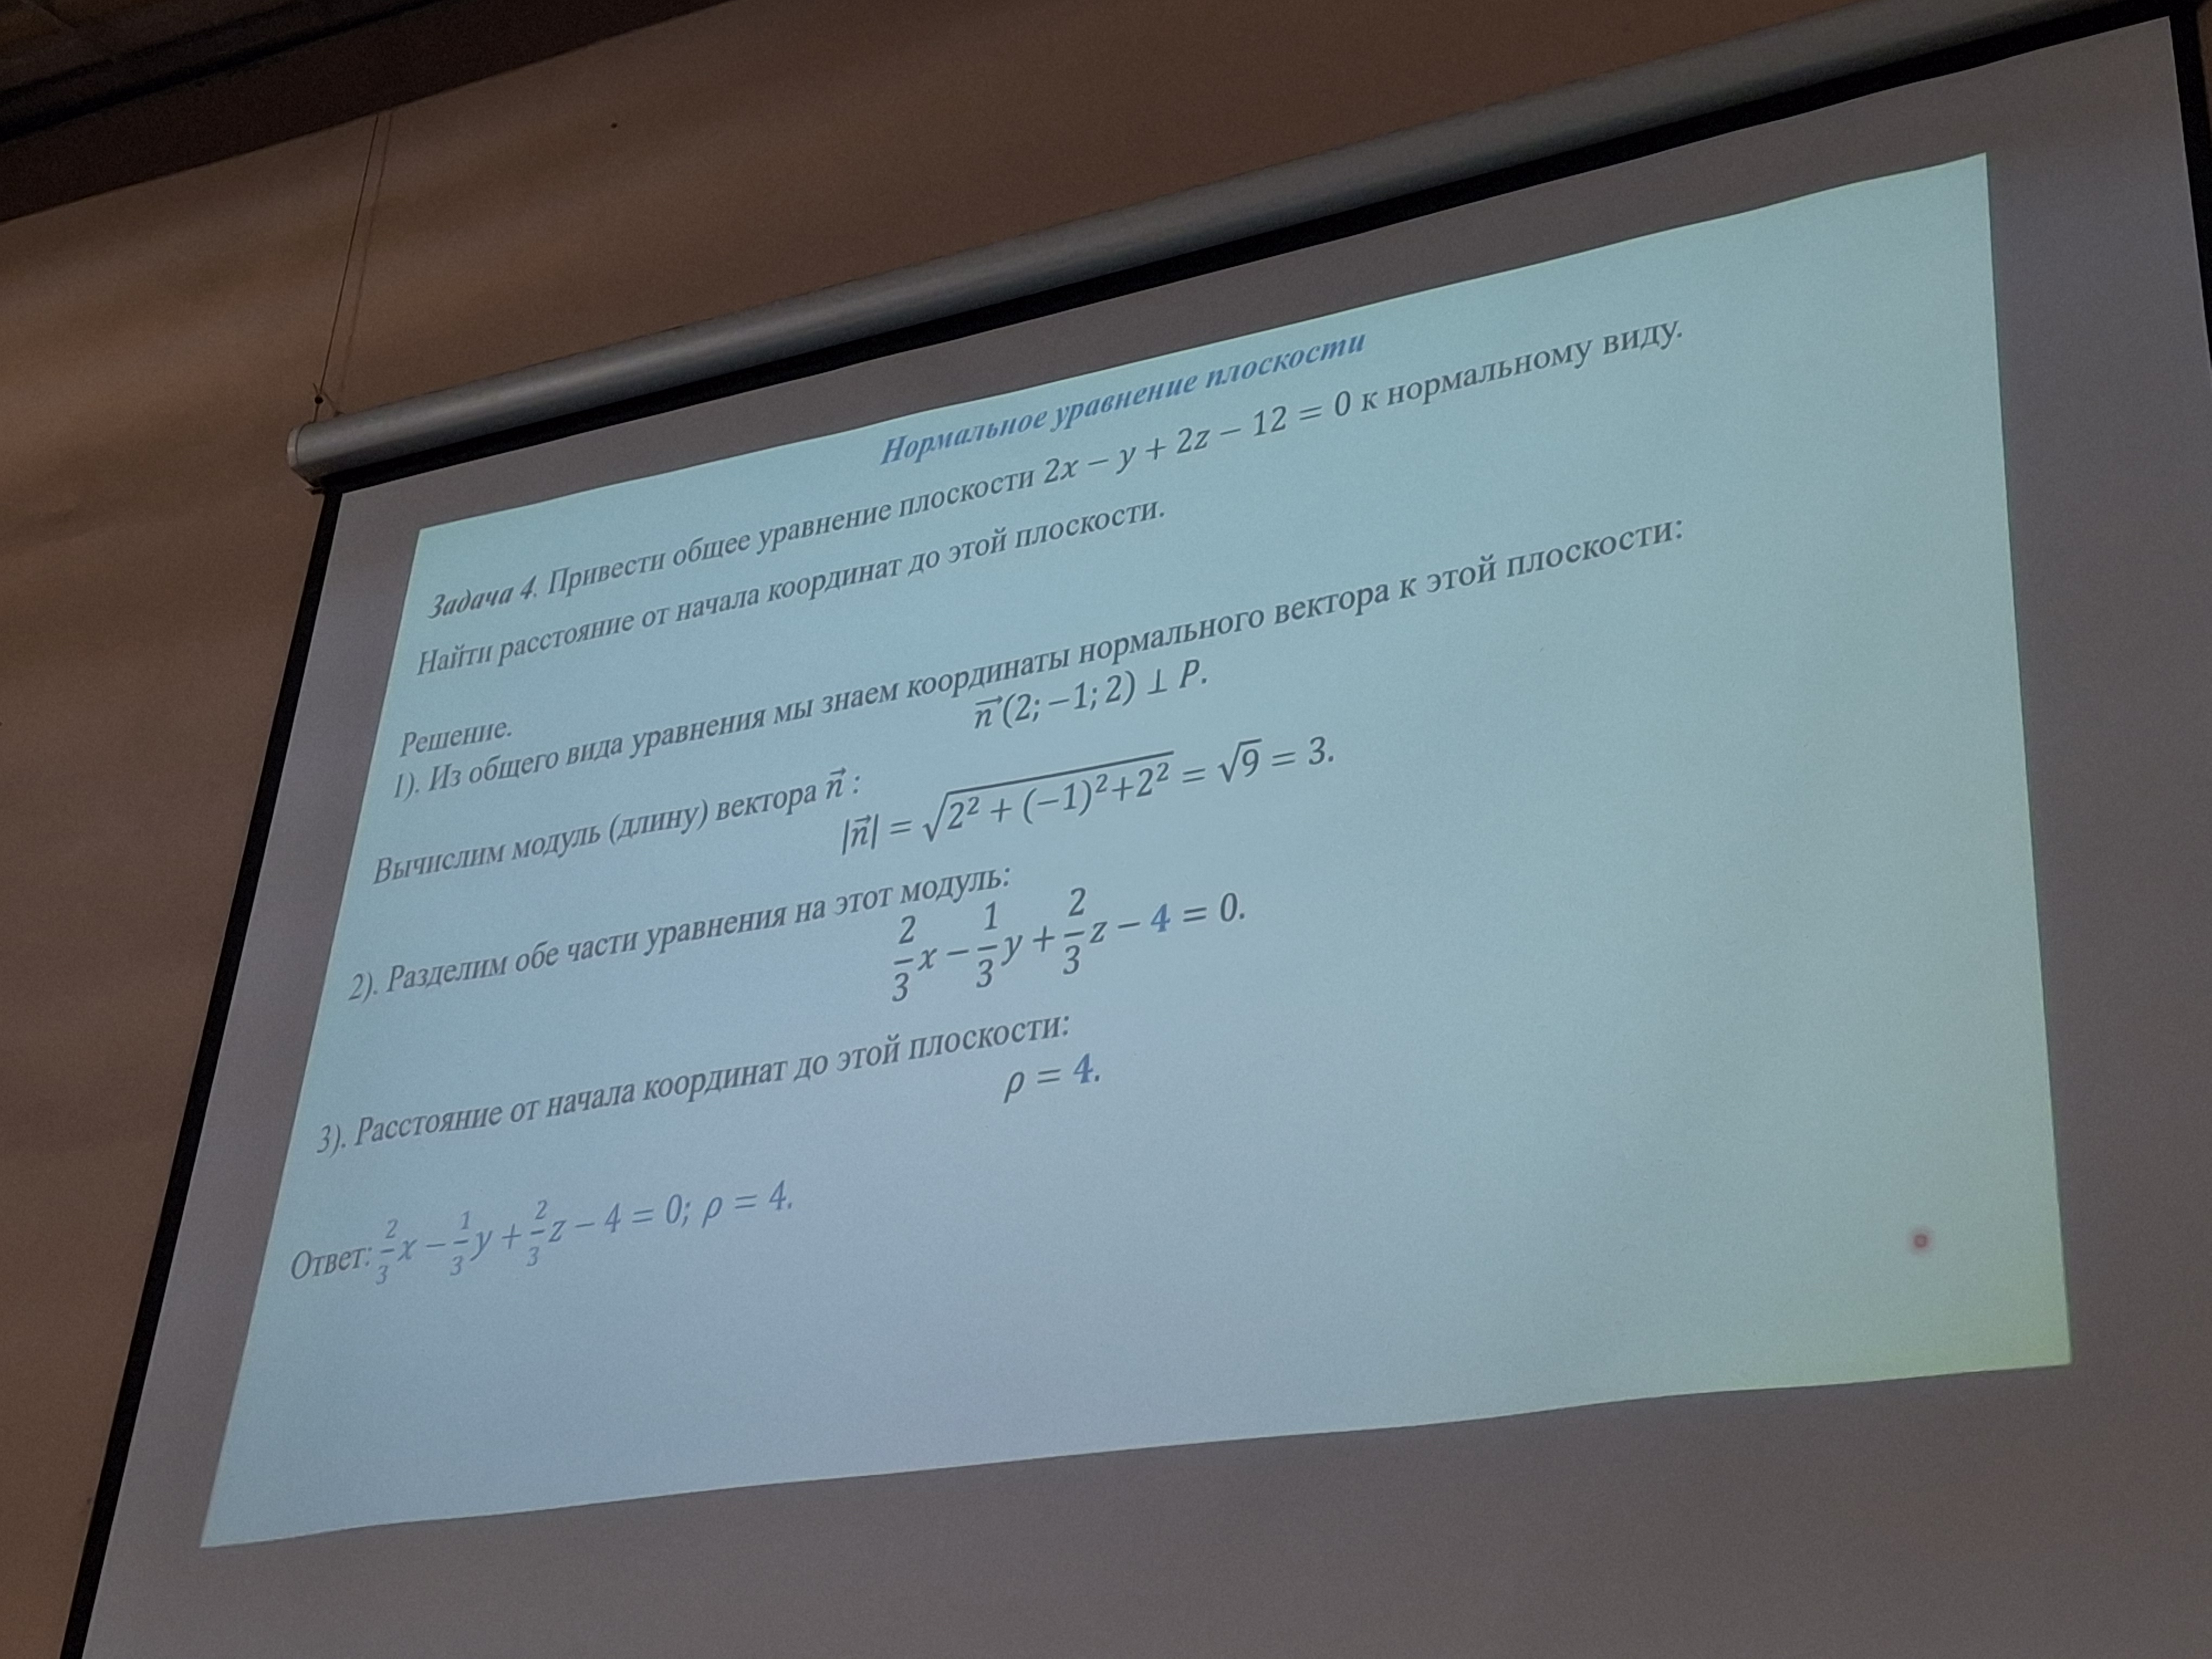 Нормальное уравнение плоскости
Задача 4. Привести общее уравнение плоскости 2x − y + 2z − 12 = 0 к нормальному виду.
Найти расстояние от начала координат до этой плоскости.
Решение.
1). Из общего вида уравнения мы знаем координаты нормального вектора к этой плоскости:
n⃗(2; −1; 2) ⊥ P.
Вычислим модуль (длину) вектора n⃗ :
|n⃗| = √(2² + (−1)²+2²) = √9 = 3.
2). Разделим обе части уравнения на этот модуль:
2/3 x − 1/3 y + 2/3 z − 4 = 0.
3). Расстояние от начала координат до этой плоскости:
ρ = 4.
Ответ: 2/3 x − 1/3 y + 2/3 z − 4 = 0; ρ = 4.